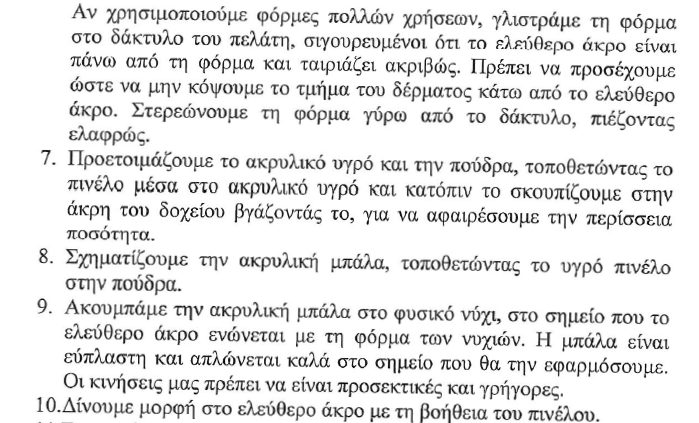 Αν χρησιμοποιούμε φόρμες πολλών χρήσεων, γλιστράμε τη φόρμα
στο δάκτυλο του πελάτη, σιγουρευμένοι ότι το ελεύθερο άκρο είναι
πάνω από τη φόρμα και ταιριάζει ακριβώς. Πρέπει να προσέχουμε
ώστε να μην κόψουμε το τμήμα του δέρματος κάτω από το ελεύθερο
άκρο. Στερεώνουμε τη φόρμα γύρω από το δάκτυλο, πιέζοντας
ελαφρώς.
7. Προετοιμάζουμε το ακρυλικό υγρό και την πούδρα, τοποθετώντας το
πινέλο μέσα στο ακρυλικό υγρό και κατόπιν το σκουπίζουμε στην
άκρη του δοχείου βγάζοντάς το, για να αφαιρέσουμε την περίσσεια
ποσότητα.
8. Σχηματίζουμε την ακρυλική μπάλα, τοποθετώντας το υγρό πινέλο
στην πούδρα.
9. Ακουμπάμε την ακρυλική μπάλα στο φυσικό νύχι, στο σημείο που το
ελεύθερο άκρο ενώνεται με τη φόρμα των νυχιών. Η μπάλα είναι
εύπλαστη και απλώνεται καλά στο σημείο που θα την εφαρμόσουμε.
Οι κινήσεις μας πρέπει να είναι προσεκτικές και γρήγορες.
10.Δίνουμε μορφή στο ελεύθερο άκρο με τη βοήθεια του πινέλου.